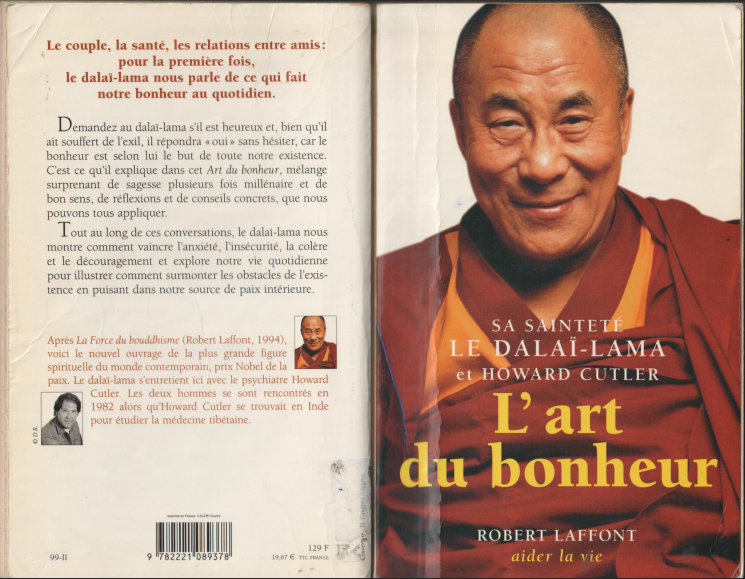 Le couple, la santé, les relations entre amis :
pour la première fois,
le dalaï-lama nous parle de ce qui fait
notre bonheur au quotidien.
Demandez au dalaï-lama s'il est heureux et, bien qu'il
ait souffert de l'exil, il répondra « oui » sans hésiter, car le
bonheur est selon lui le but de toute notre existence.
C'est ce qu'il explique dans cet Art du bonheur, mélange
surprenant de sagesse plusieurs fois millénaire et de
bon sens, de réflexions et de conseils concrets, que nous
pouvons tous appliquer.
Tout au long de ces conversations, le dalaï-lama nous
montre comment vaincre l'anxiété, l'insécurité, la colère
et le découragement et explore notre vie quotidienne
pour illustrer comment surmonter les obstacles de l'exis-
tence en puisant dans notre source de paix intérieure.
Après La Force du bouddhisme (Robert Laffont, 1994),
voici le nouvel ouvrage de la plus grande figure
spirituelle du monde contemporain, prix Nobel de la
paix. Le dalaï-lama s'entretient ici avec le psychiatre Howard
Cutler. Les deux hommes se sont rencontrés en
1982 alors qu'Howard Cutler se trouvait en Inde
pour étudier la médecine tibétaine.
© D.R.
99-II
9 782221 089378
129 F
19,67 € TTC FRANCE
SA SAINTETÉ
LE DALAÏ-LAMA
et HOWARD CUTLER
L'art
du bonheur
ROBERT LAFFONT
aider la vie